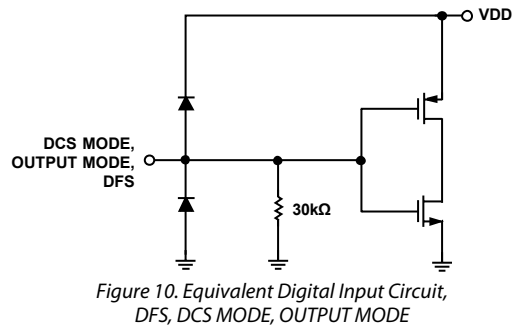 VDD
DCS MODE,
OUTPUT MODE,
DFS
30kΩ
Figure 10. Equivalent Digital Input Circuit,
DFS, DCS MODE, OUTPUT MODE